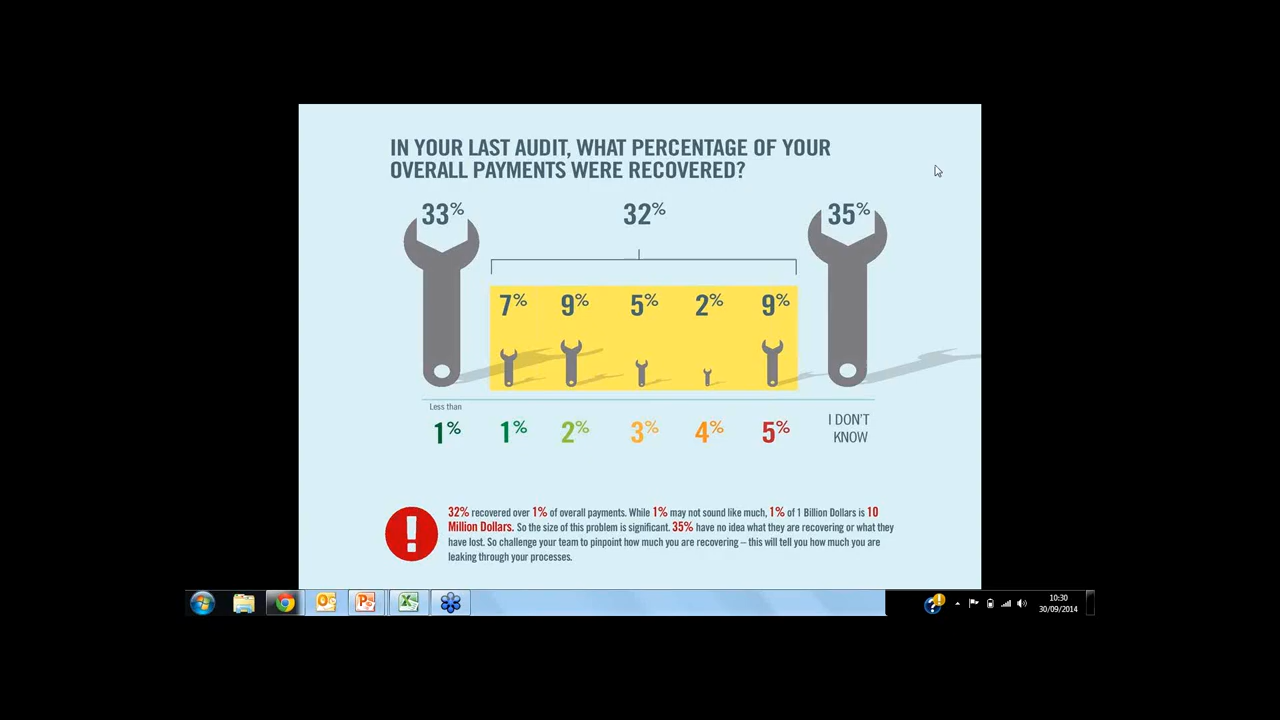 IN YOUR LAST AUDIT, WHAT PERCENTAGE OF YOUR
OVERALL PAYMENTS WERE RECOVERED?
33% 32% 35%
7% 9% 5% 2% 9%
Less than
1% 1% 2% 3% 4% 5% I DON'T
KNOW
32% recovered over 1% of overall payments. While 1% may not sound like much, 1% of 1 Billion Dollars is 10
Million Dollars. So the size of this problem is significant. 35% have no idea what they are recovering or what they
have lost. So challenge your team to pinpoint how much you are recovering – this will tell you how much you are
leaking through your processes.
10:30
30/09/2014